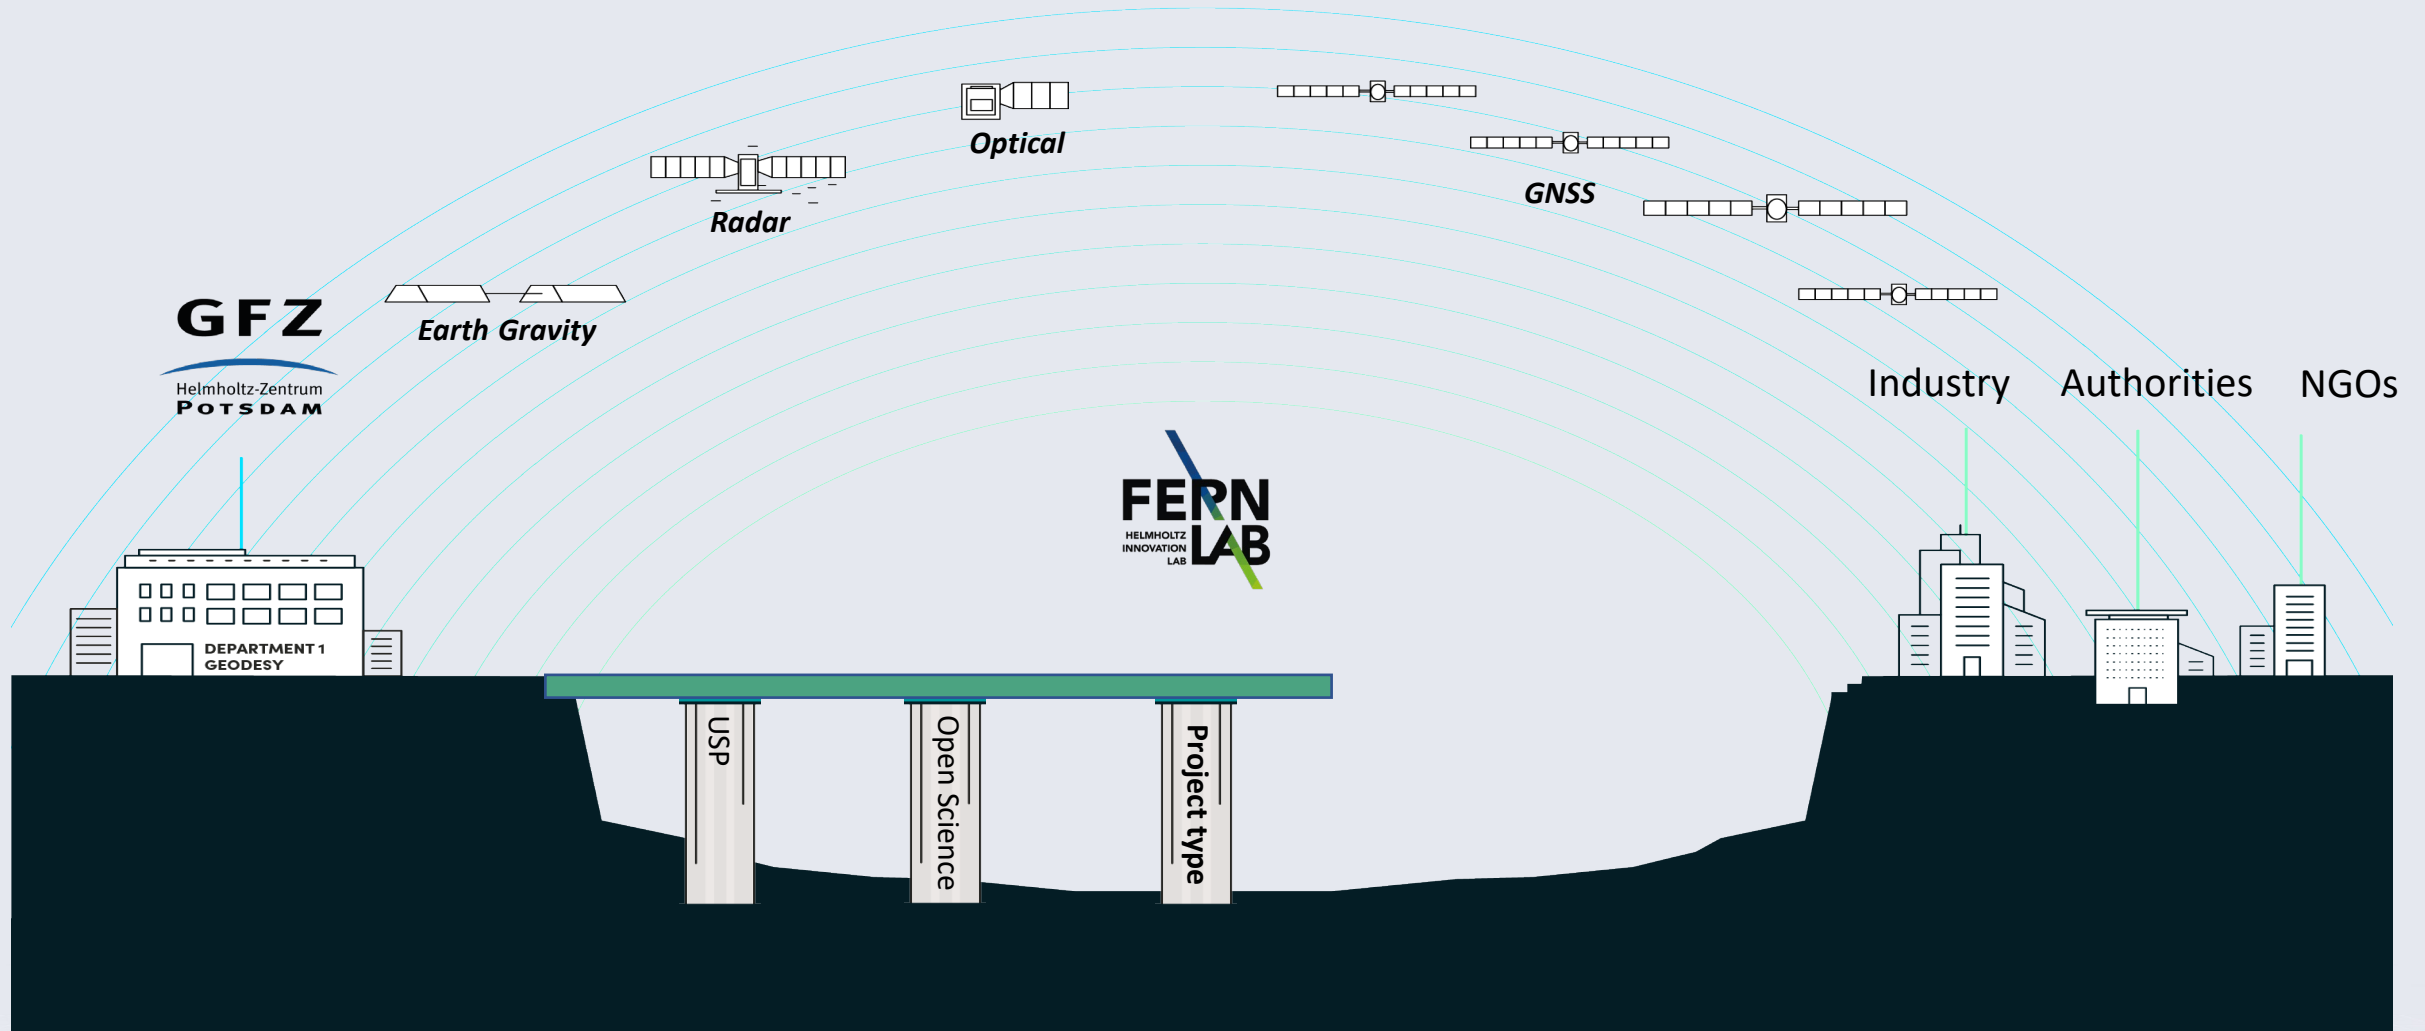 Optical
GNSS
Radar
GFZ
Helmholtz-Zentrum
POTSDAM
Earth Gravity
Industry
Authorities
NGOs
FERN
LAB
HELMHOLTZ
INNOVATION
LAB
DEPARTMENT 1
GEODESY
USP
Open Science
Project type